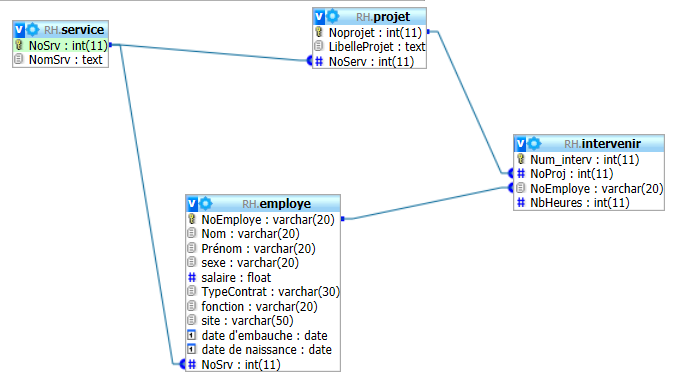 RH.service
NoSrv : int(11)
NomSrv : text
RH.projet
Noprojet : int(11)
LibelleProjet : text
# NoServ : int(11)
RH.intervenir
Num_interv : int(11)
# NoProj : int(11)
NoEmploye : varchar(20)
# NbHeures : int(11)
RH.employe
NoEmploye : varchar(20)
Nom : varchar(20)
Prénom : varchar(20)
sexe : varchar(20)
# salaire : float
TypeContrat : varchar(30)
fonction : varchar(20)
site : varchar(50)
date d'embauche : date
date de naissance : date
# NoSrv : int(11)